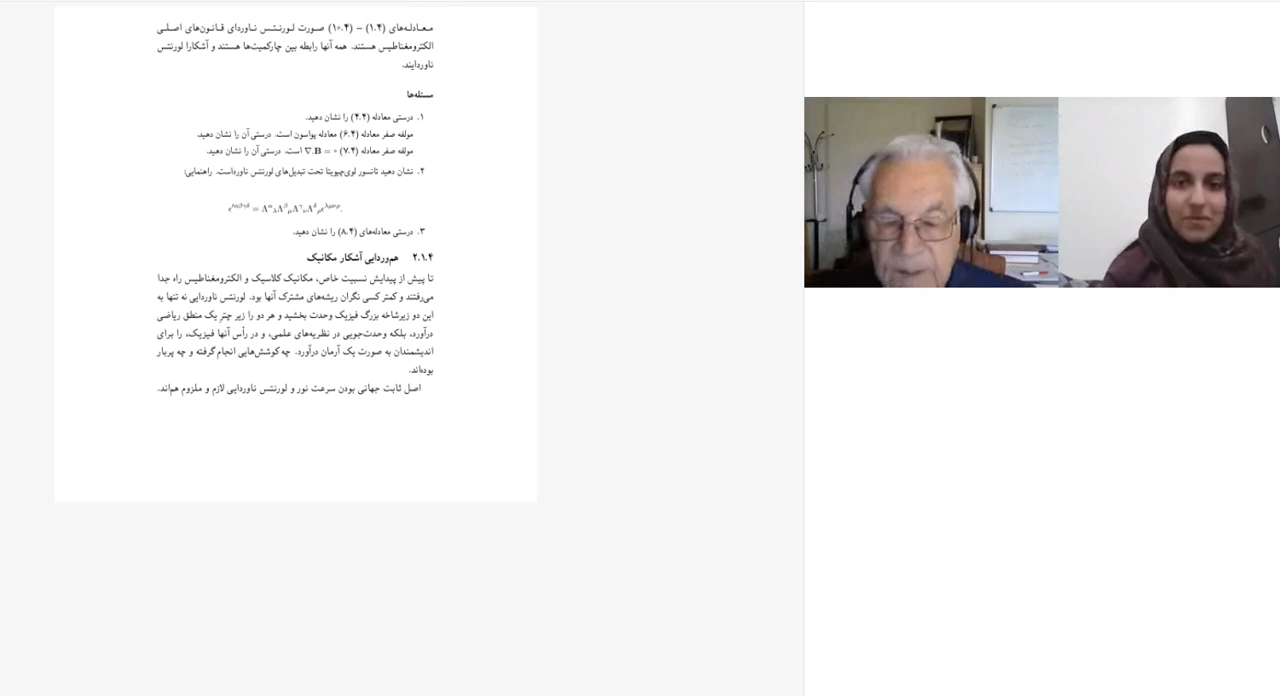 معادله‌های (۱.۴) – (۱۰.۴) صورت لورنتس ناوردای قانون‌های اصلی
الکترومغناطیس هستند. همه آنها رابطه بین چارکمیت‌ها هستند و آشکارا لورنتس
ناوردایند.
مسئله‌ها
۱. درستی معادله (۴.۴) را نشان دهید.
مولفه صفر معادله (۶.۴) معادله پواسون است. درستی آن را نشان دهید.
مولفه صفر معادله (۷.۴) ∇.B = ۰ است. درستی آن را نشان دهید.
۲. نشان دهید تانسور لوی‌چیویتا تحت تبدیل‌های لورنتس ناورداست. راهنمایی:
ϵ′^{αβγδ} = Λ^α_λ Λ^β_μ Λ^γ_ν Λ^δ_ρ ϵ^{λμνρ}.
۳. درستی معادله‌های (۸.۴) را نشان دهید.
۲.۱.۴ هم‌وردایی آشکار مکانیک
تا پیش از پیدایش نسبیت خاص، مکانیک کلاسیک و الکترومغناطیس راه جدا
می‌رفتند و کمتر کسی نگران ریشه‌های مشترک آنها بود. لورنتس ناوردایی نه تنها به
این دو زیرشاخه بزرگ فیزیک وحدت بخشید و هر دو را زیر چتر یک منطق ریاضی
درآورد، بلکه وحدت‌جویی در نظریه‌های علمی، و در رأس آنها فیزیک، را برای
اندیشمندان به صورت یک آرمان درآورد. چه کوشش‌هایی انجام گرفته و چه پربار
بوده‌اند.
اصل ثابت جهانی بودن سرعت نور و لورنتس ناوردایی لازم و ملزوم هم‌اند.